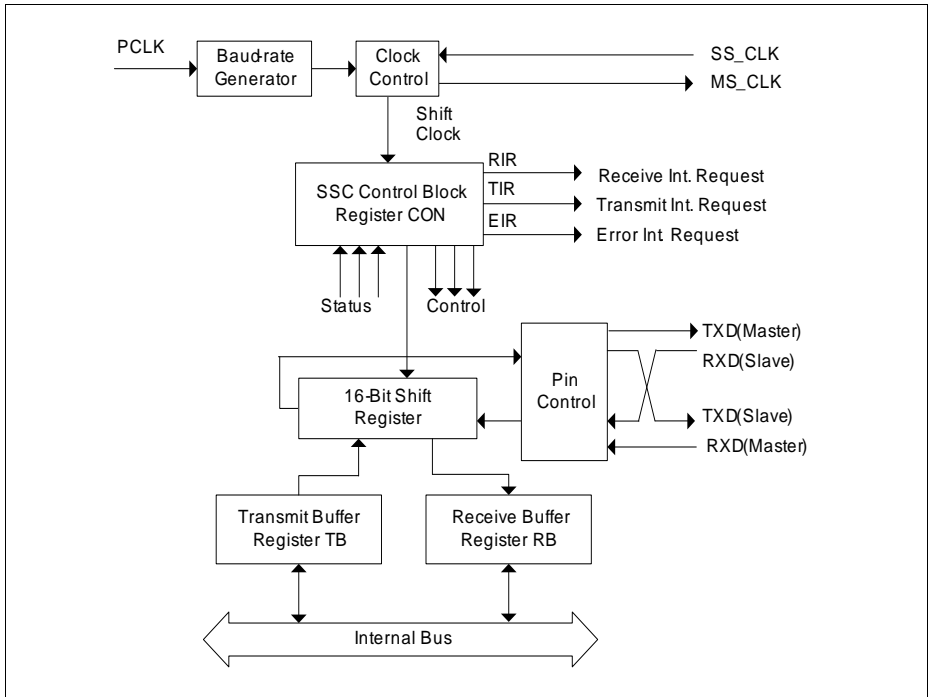 PCLK
Baud-rate
Generator
Clock
Control
SS_CLK
MS_CLK
Shift
Clock
SSC Control Block
Register CON
RIR
TIR
EIR
Receive Int. Request
Transmit Int. Request
Error Int. Request
Status
Control
16-Bit Shift
Register
Pin
Control
TXD(Master)
RXD(Slave)
TXD(Slave)
RXD(Master)
Transmit Buffer
Register TB
Receive Buffer
Register RB
Internal Bus